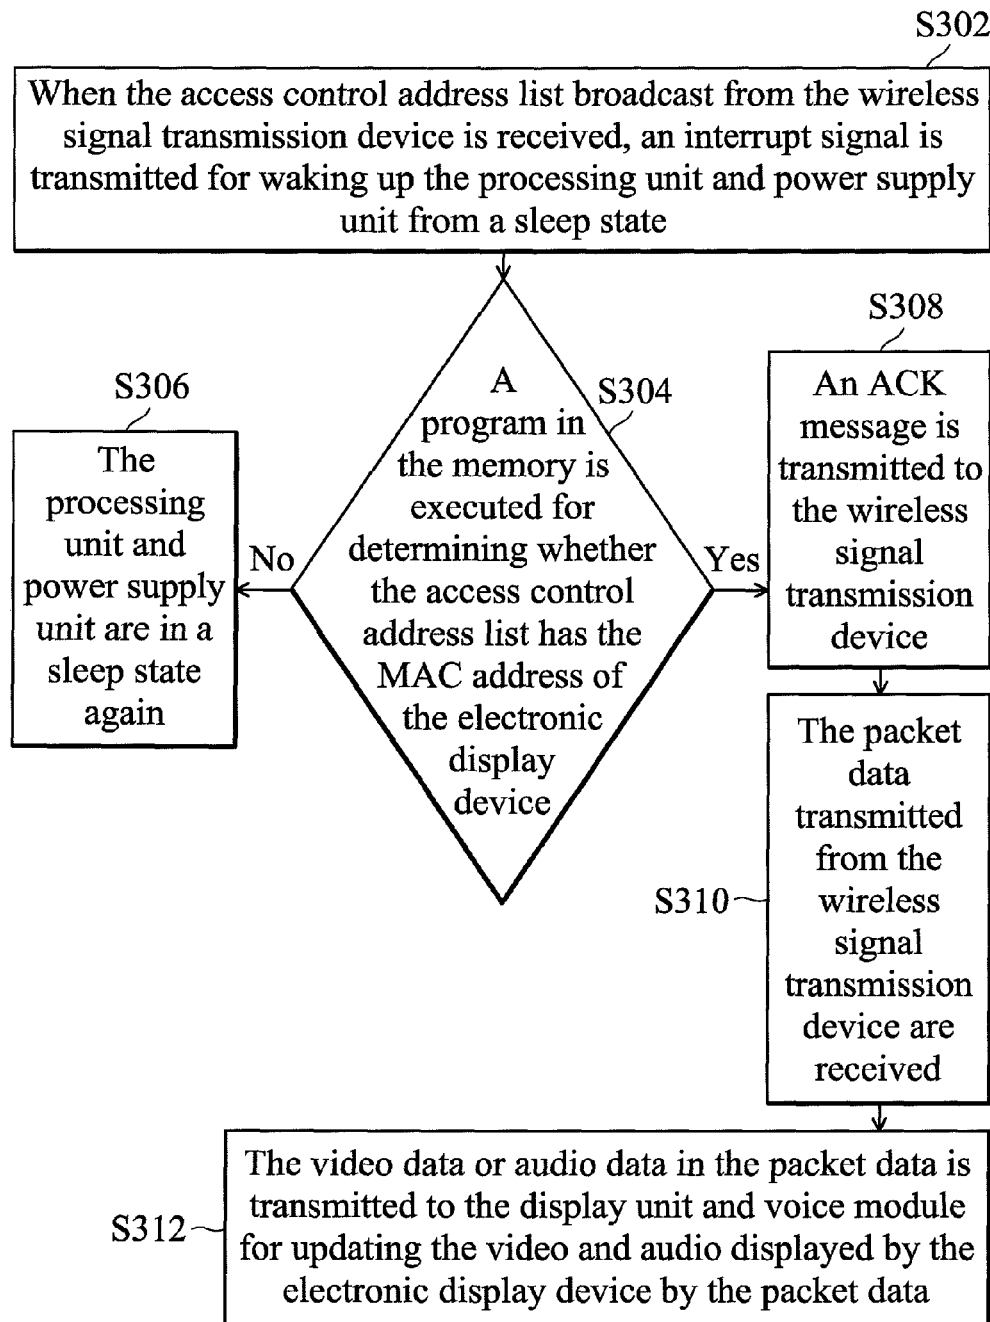 S302
When the access control address list broadcast from the wireless
signal transmission device is received, an interrupt signal is
transmitted for waking up the processing unit and power supply
unit from a sleep state
S304
A
program in
the memory is
executed for
determining whether
the access control
address list has the
MAC address of
the electronic
display
device
No
S306
The
processing
unit and
power supply
unit are in a
sleep state
again
Yes
S308
An ACK
message is
transmitted to
the wireless
signal
transmission
device
S310
The packet
data
transmitted
from the
wireless
signal
transmission
device are
received
S312
The video data or audio data in the packet data is
transmitted to the display unit and voice module
for updating the video and audio displayed by the
electronic display device by the packet data